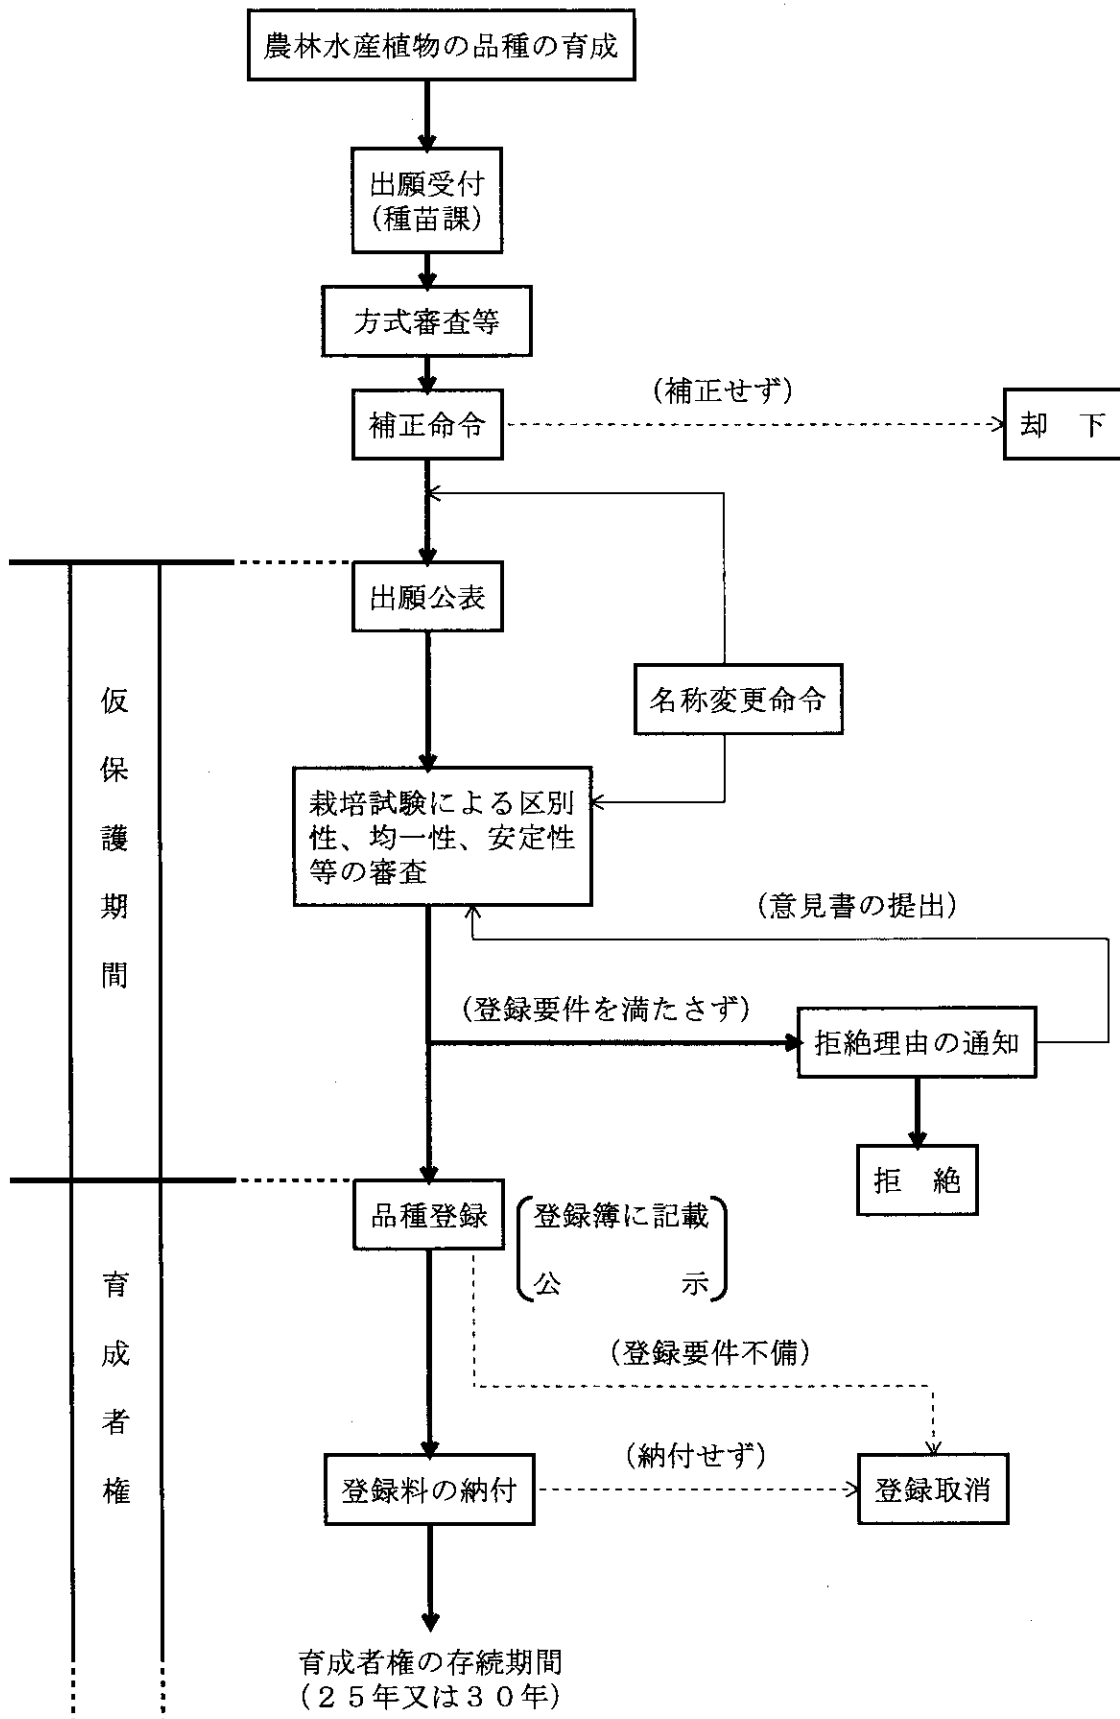 農林水産植物の品種の育成
出願受付
(種苗課)
方式審査等
補正命令
(補正せず)
却 下
出願公表
名称変更命令
仮保護期間
栽培試験による区別
性、均一性、安定性
等の審査
(意見書の提出)
(登録要件を満たさず)
拒絶理由の通知
拒 絶
品種登録
登録簿に記載
公 示
育成者権
(登録要件不備)
(納付せず)
登録料の納付
登録取消
育成者権の存続期間
(25年又は30年)